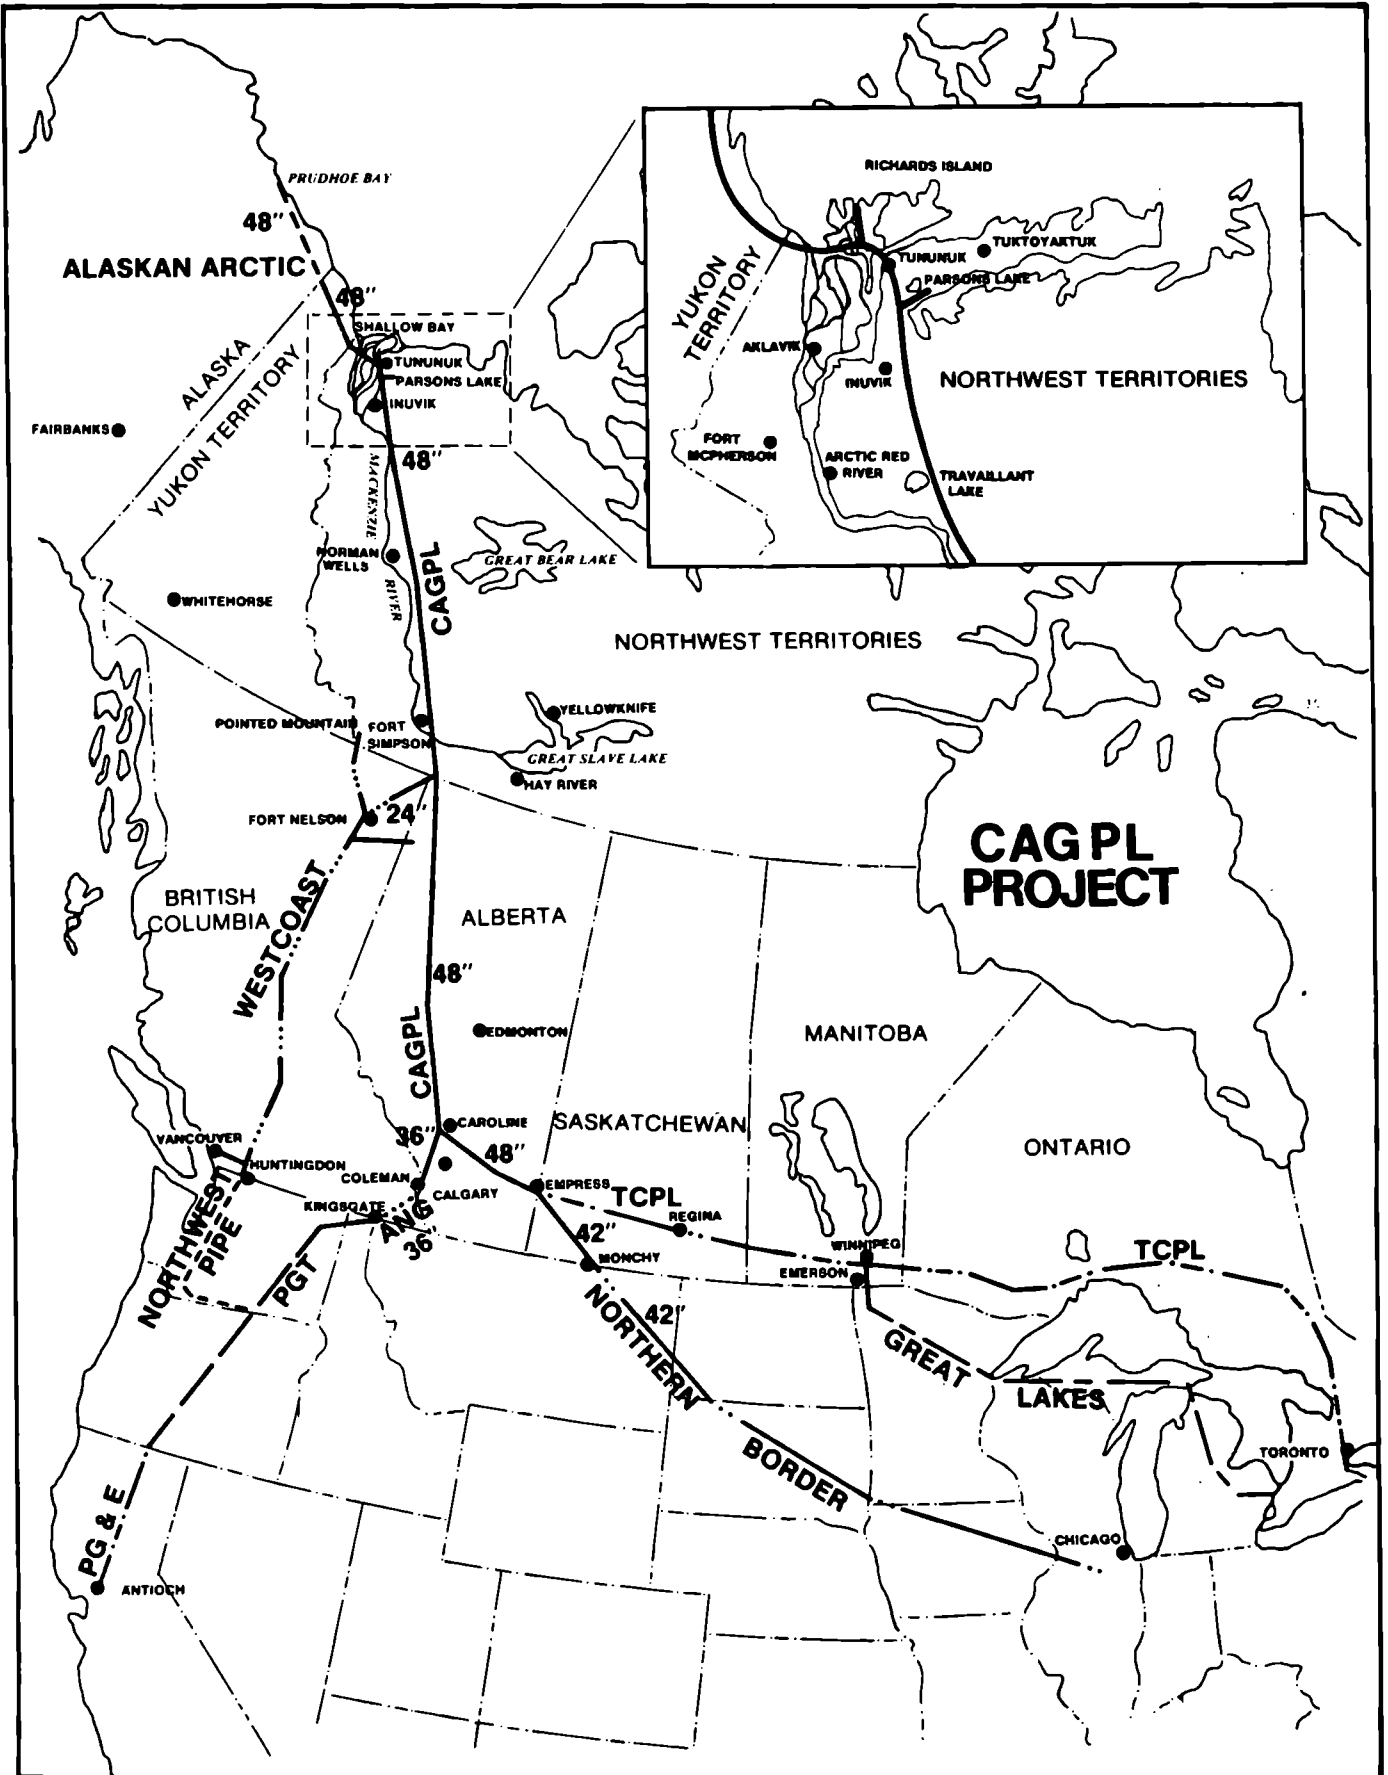 PRUDHOE BAY
48"
ALASKAN ARCTIC
48"
SHALLOW BAY
TUNUNUK
PARSONS LAKE
INUVIK
ALASKA
YUKON TERRITORY
FAIRBANKS
48"
MACKENZIE
RIVER
NORMAN
WELLS
CAGPL
GREAT BEAR LAKE
WHITEHORSE
NORTHWEST TERRITORIES
RICHARDS ISLAND
TUKTOYAKTUK
TUNUNUK
PARSONS LAKE
YUKON
TERRITORY
AKLAVIK
INUVIK
NORTHWEST TERRITORIES
FORT
MCPHERSON
ARCTIC RED
RIVER
TRAVAILLANT
LAKE
POINTED MOUNTAIN
FORT
SIMPSON
YELLOWKNIFE
GREAT SLAVE LAKE
HAY RIVER
FORT NELSON
24"
CAGPL
PROJECT
BRITISH
COLUMBIA
WESTCOAST
ALBERTA
48"
CAGPL
EDMONTON
MANITOBA
SASKATCHEWAN
ONTARIO
CAROLINE
36"
48"
VANCOUVER
HUNTINGDON
COLEMAN
CALGARY
EMPRESS
KINGSGATE
ANG
36"
TCPL
REGINA
42"
MONCHY
WINNIPEG
EMERSON
TCPL
NORTHWEST
PIPE
PGT
42"
NORTHERN
BORDER
GREAT
LAKES
TORONTO
CHICAGO
PG & E
ANTIOCH